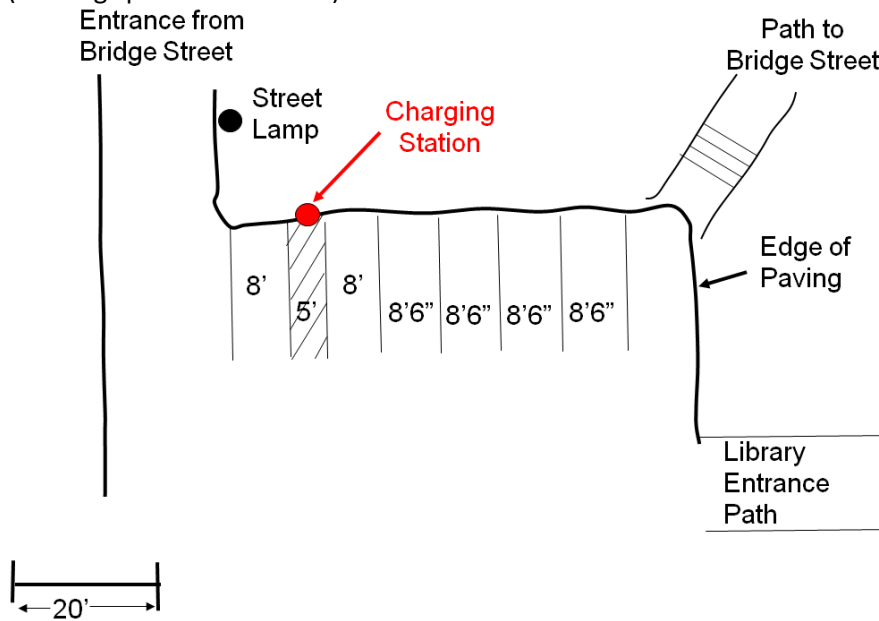 Entrance from
Bridge Street
Street
Lamp
Charging
Station
Path to
Bridge Street
Edge of
Paving
8’
5’
8’
8’6”
8’6”
8’6”
8’6”
Library
Entrance
Path
20’